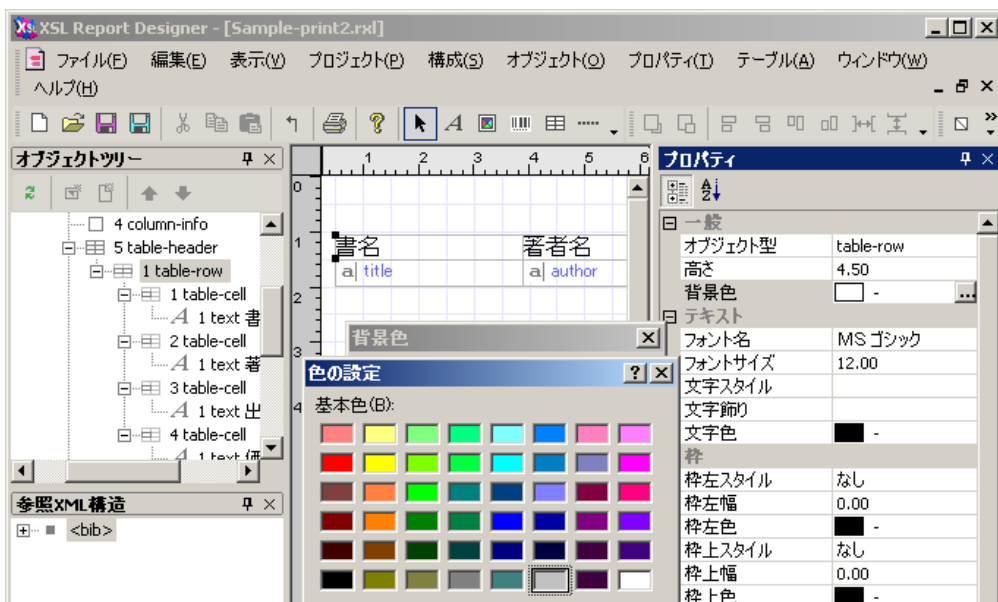 XSL Report Designer - [Sample-print2.rxl]
ファイル(F) 編集(E) 表示(V) プロジェクト(P) 構成(S) オブジェクト(O) プロパティ(I) テーブル(A) ウィンドウ(W)
ヘルプ(H)
オブジェクトツリー
4 column-info
5 table-header
1 table-row
1 table-cell
1 text 書
2 table-cell
1 text 著
3 table-cell
1 text 出
4 table-cell
1 text 価
参照XML構造
<bib>
1 2 3 4 5 6
0
1
2
3
4
書名 著者名
a| title a| author
背景色
色の設定
基本色(B):
プロパティ
一般
オブジェクト型 table-row
高さ 4.50
背景色 - ...
テキスト
フォント名 MS ゴシック
フォントサイズ 12.00
文字スタイル
文字飾り
文字色 -
枠
枠左スタイル なし
枠左幅 0.00
枠左色 -
枠上スタイル なし
枠上幅 0.00
枠上色 -